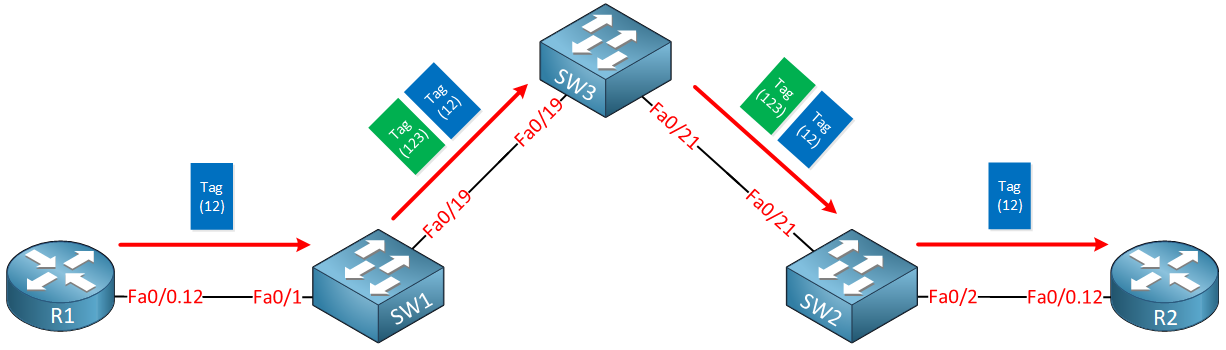 SW3
Tag
(12)
Tag
(123)
Tag
(123)
Tag
(12)
Fa0/19
Fa0/21
Tag
(12)
Tag
(12)
Fa0/19
Fa0/21
R1
Fa0/0.12
Fa0/1
SW1
SW2
Fa0/2
Fa0/0.12
R2